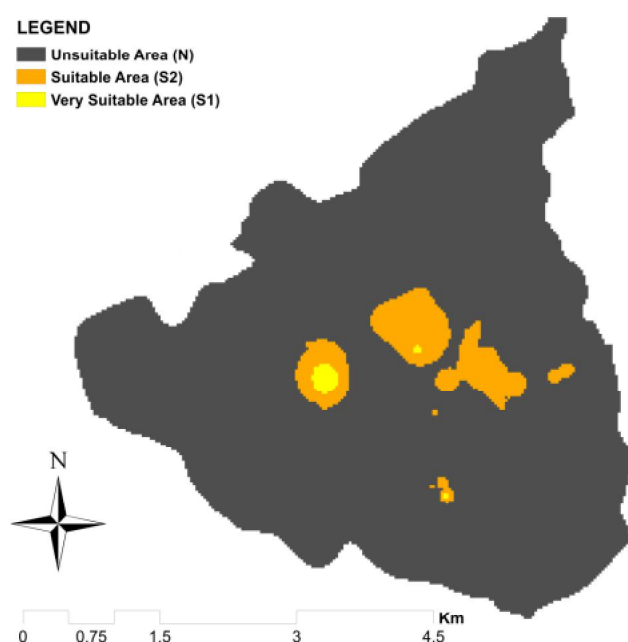 LEGEND
Unsuitable Area (N)
Suitable Area (S2)
Very Suitable Area (S1)
N
Km
0 0.75 1.5 3 4.5